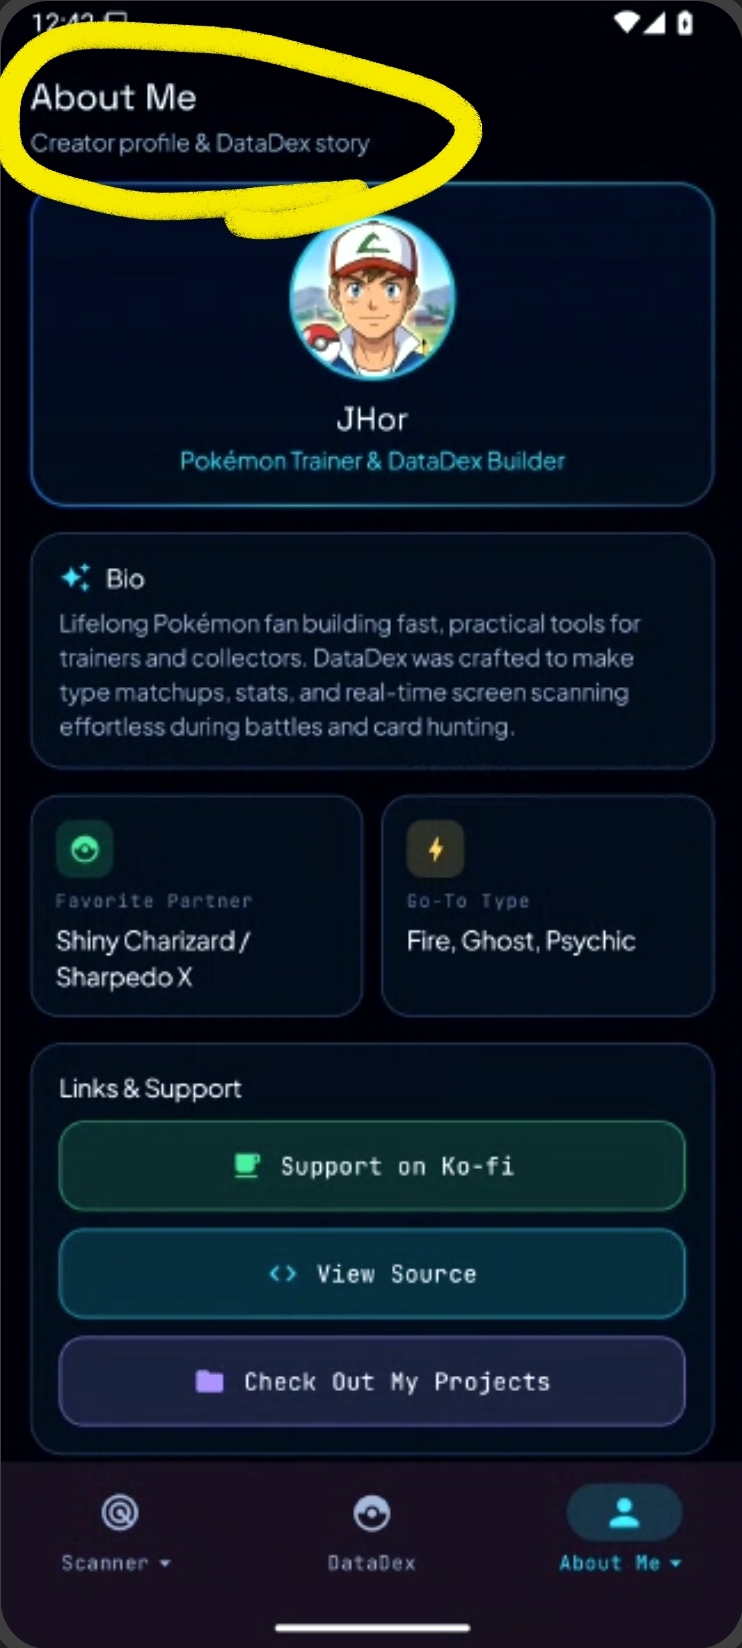 12:42
About Me
Creator profile & DataDex story
JHor
Pokémon Trainer & DataDex Builder
Bio
Lifelong Pokémon fan building fast, practical tools for
trainers and collectors. DataDex was crafted to make
type matchups, stats, and real-time screen scanning
effortless during battles and card hunting.
Favorite Partner
Shiny Charizard /
Sharpedo X
Go-To Type
Fire, Ghost, Psychic
Links & Support
Support on Ko-fi
View Source
Check Out My Projects
Scanner
DataDex
About Me